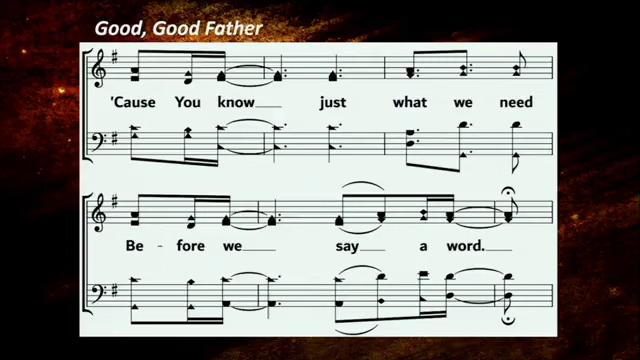 Good, Good Father
'Cause You know just what we need
Be - fore we say a word.